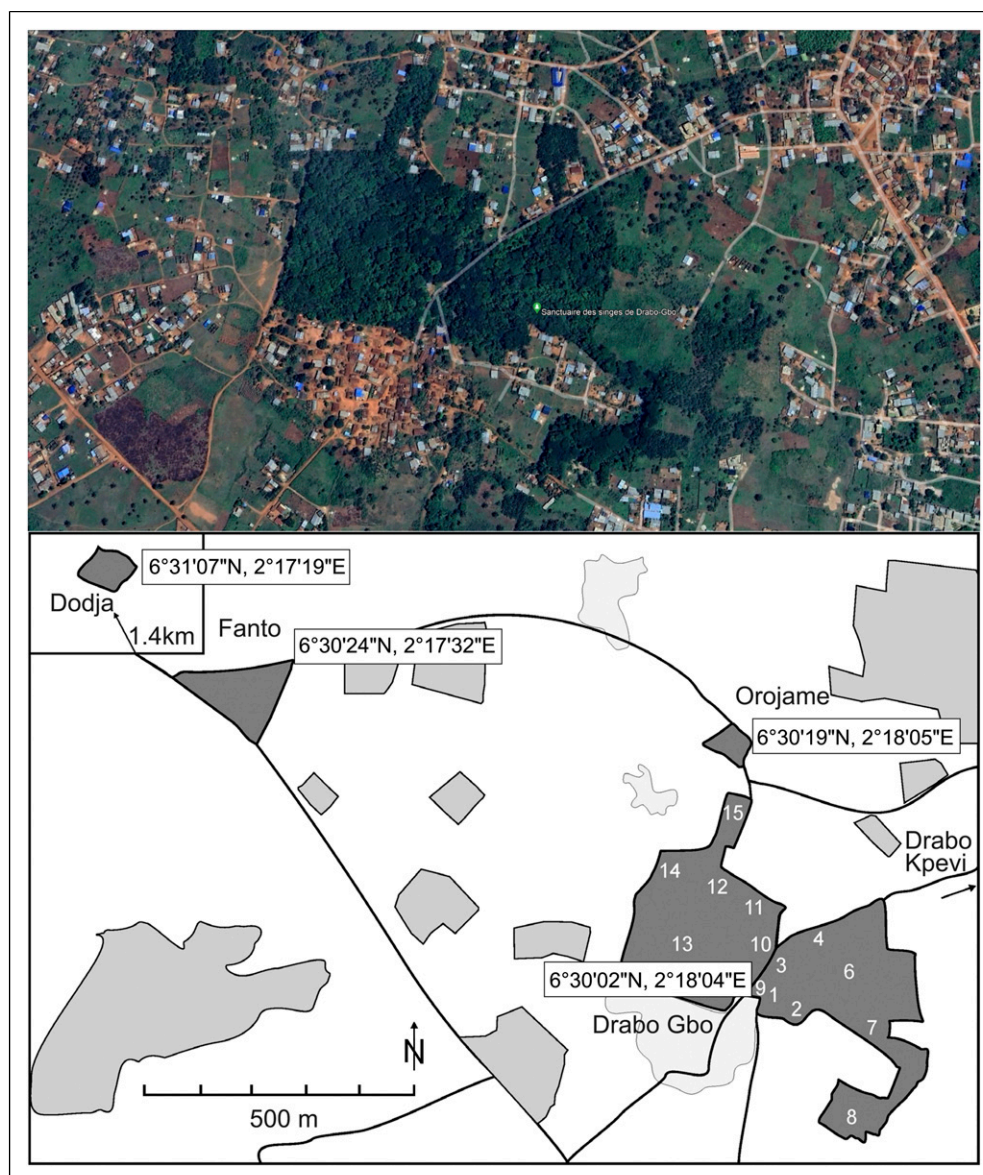 Sanctuaire des singes de Drabo-Gbo
6°31'07"N, 2°17'19"E
Dodja
1.4km
Fanto
6°30'24"N, 2°17'32"E
Orojame
6°30'19"N, 2°18'05"E
15
Drabo
Kpevi
14
12
11
4
13
10
3
6
6°30'02"N, 2°18'04"E
9
1
2
Drabo Gbo
7
N
500 m
8